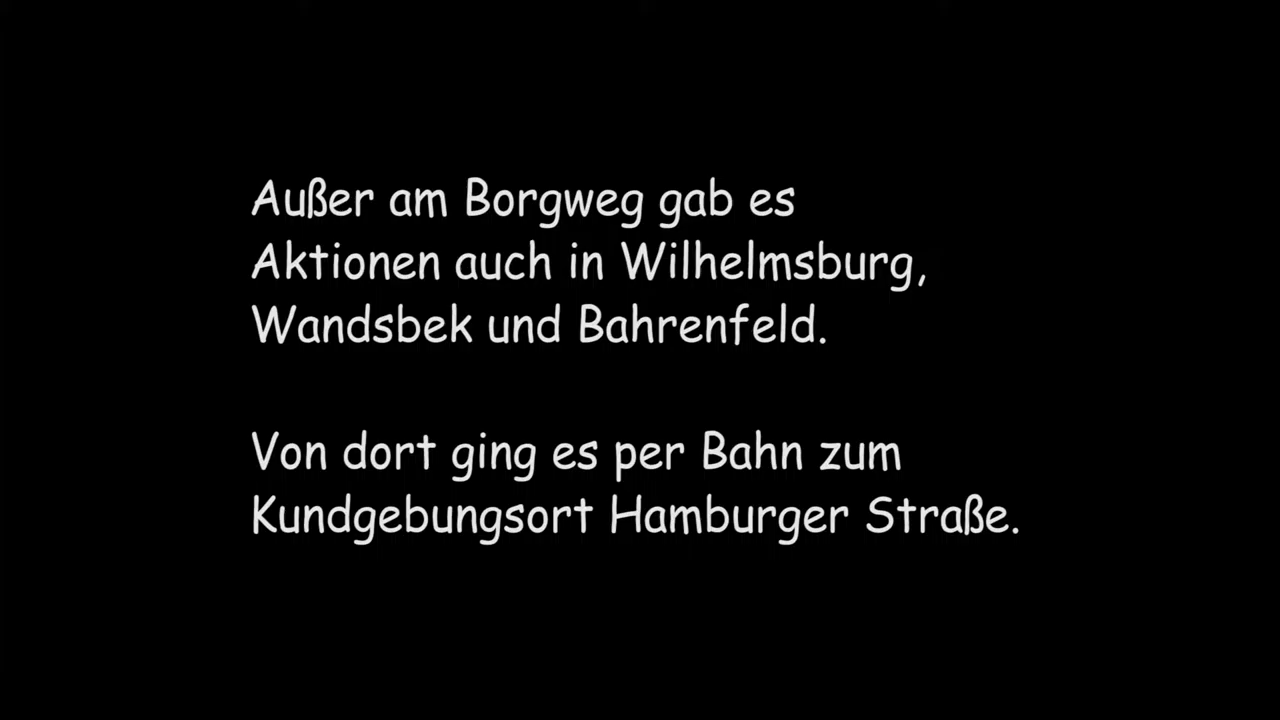 Außer am Borgweg gab es
Aktionen auch in Wilhelmsburg,
Wandsbek und Bahrenfeld.
Von dort ging es per Bahn zum
Kundgebungsort Hamburger Straße.